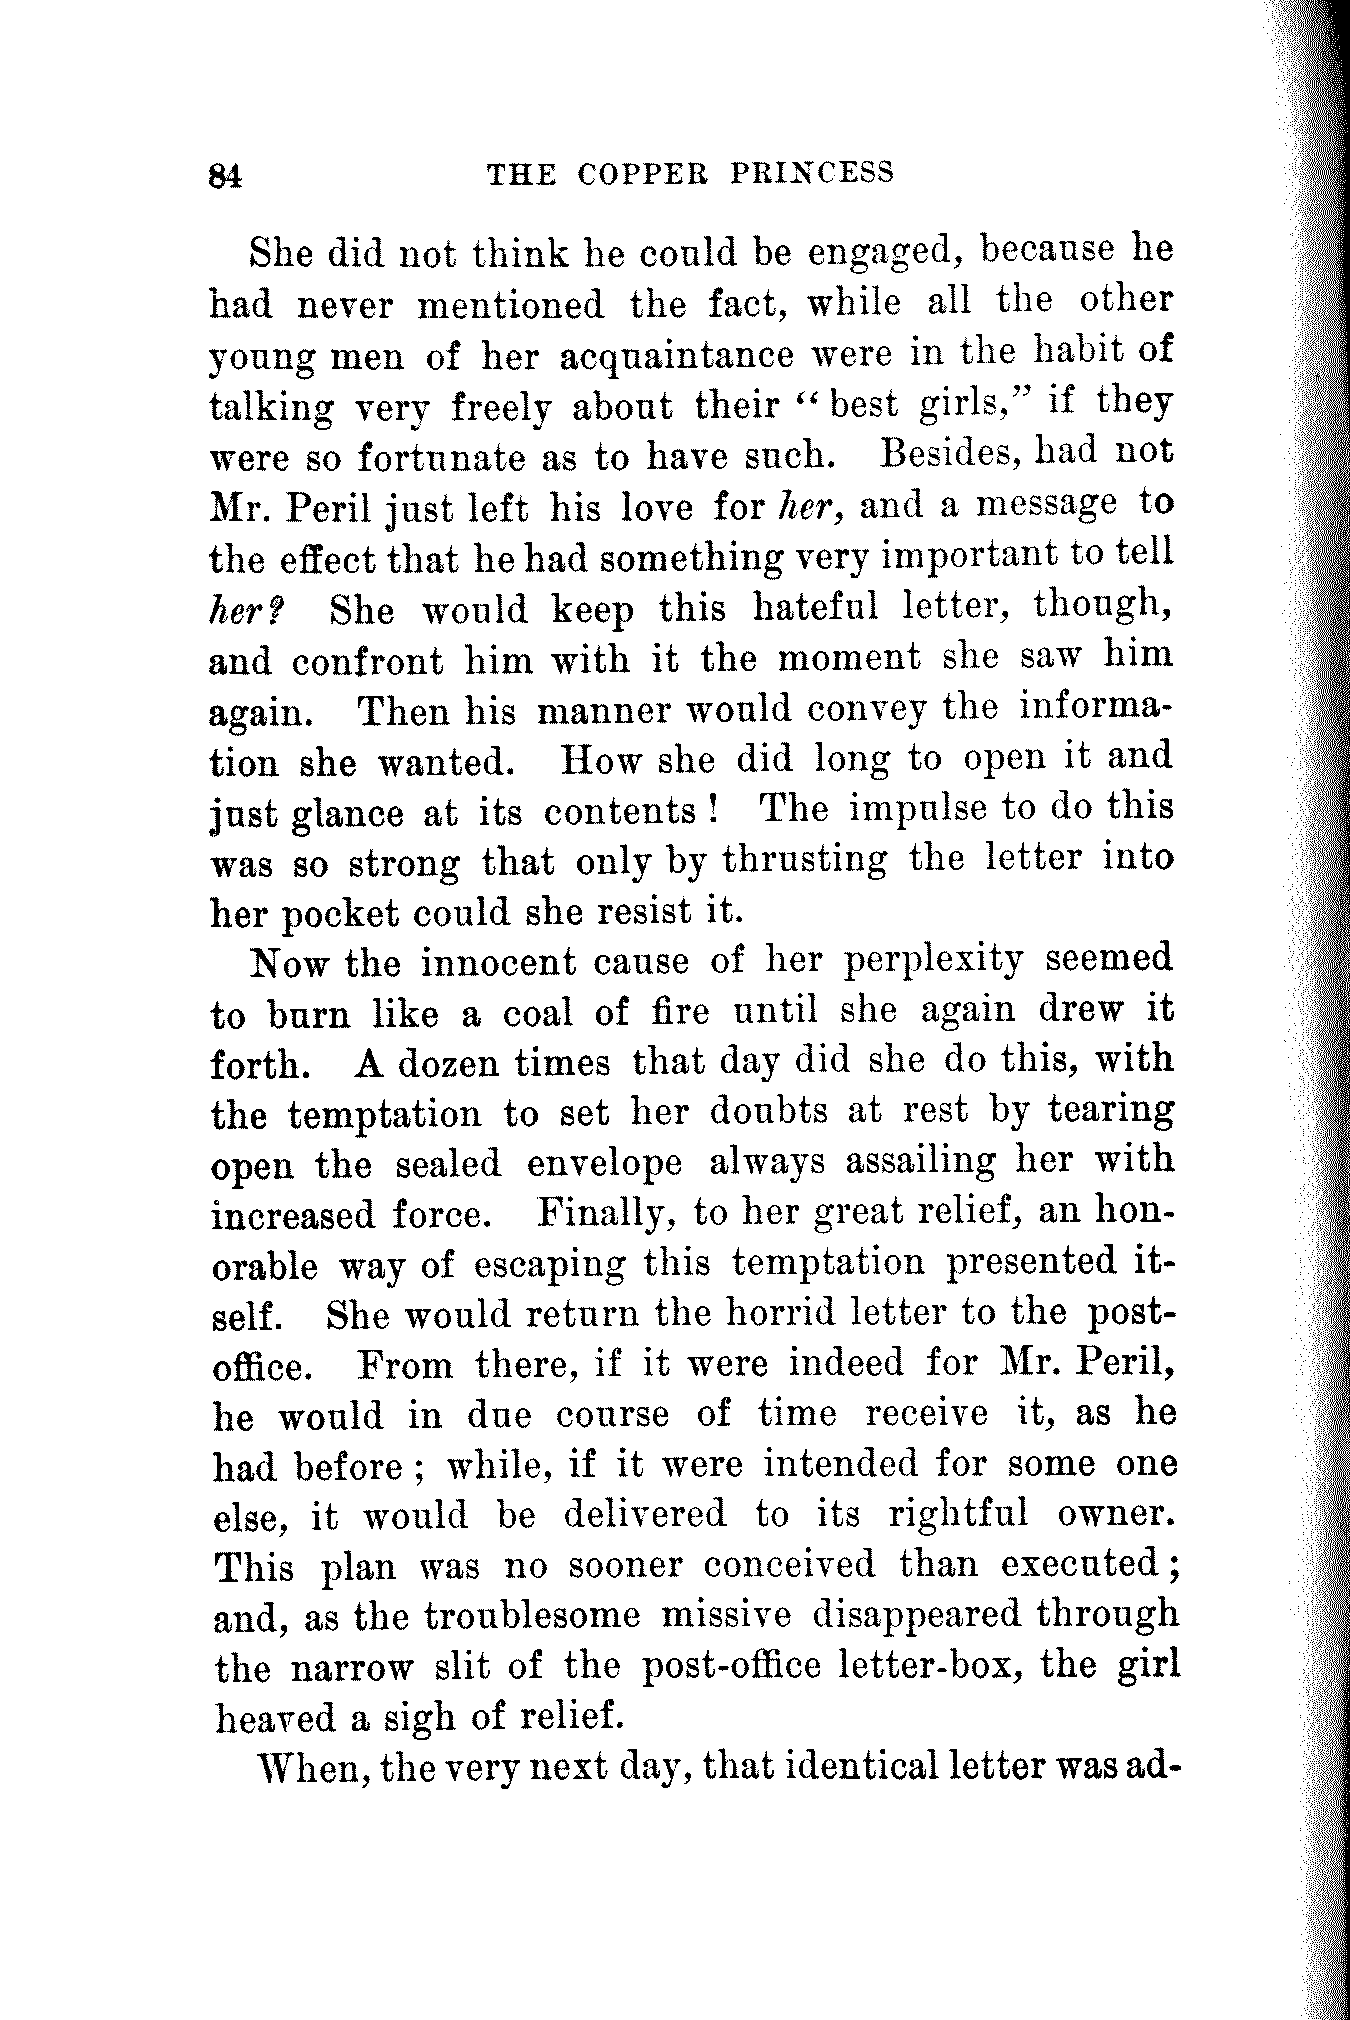 84 THE COPPER PRINCESS
She did not think he could be engaged, because he
had never mentioned the fact, while all the other
young men of her acquaintance were in the habit of
talking very freely about their “best girls,” if they
were so fortunate as to have such. Besides, had not
Mr. Peril just left his love for her, and a message to
the effect that he had something very important to tell
her? She would keep this hateful letter, though,
and confront him with it the moment she saw him
again. Then his manner would convey the informa-
tion she wanted. How she did long to open it and
just glance at its contents! The impulse to do this
was so strong that only by thrusting the letter into
her pocket could she resist it.
Now the innocent cause of her perplexity seemed
to burn like a coal of fire until she again drew it
forth. A dozen times that day did she do this, with
the temptation to set her doubts at rest by tearing
open the sealed envelope always assailing her with
increased force. Finally, to her great relief, an hon-
orable way of escaping this temptation presented it-
self. She would return the horrid letter to the post-
office. From there, if it were indeed for Mr. Peril,
he would in due course of time receive it, as he
had before; while, if it were intended for some one
else, it would be delivered to its rightful owner.
This plan was no sooner conceived than executed;
and, as the troublesome missive disappeared through
the narrow slit of the post-office letter-box, the girl
heaved a sigh of relief.
When, the very next day, that identical letter was ad-